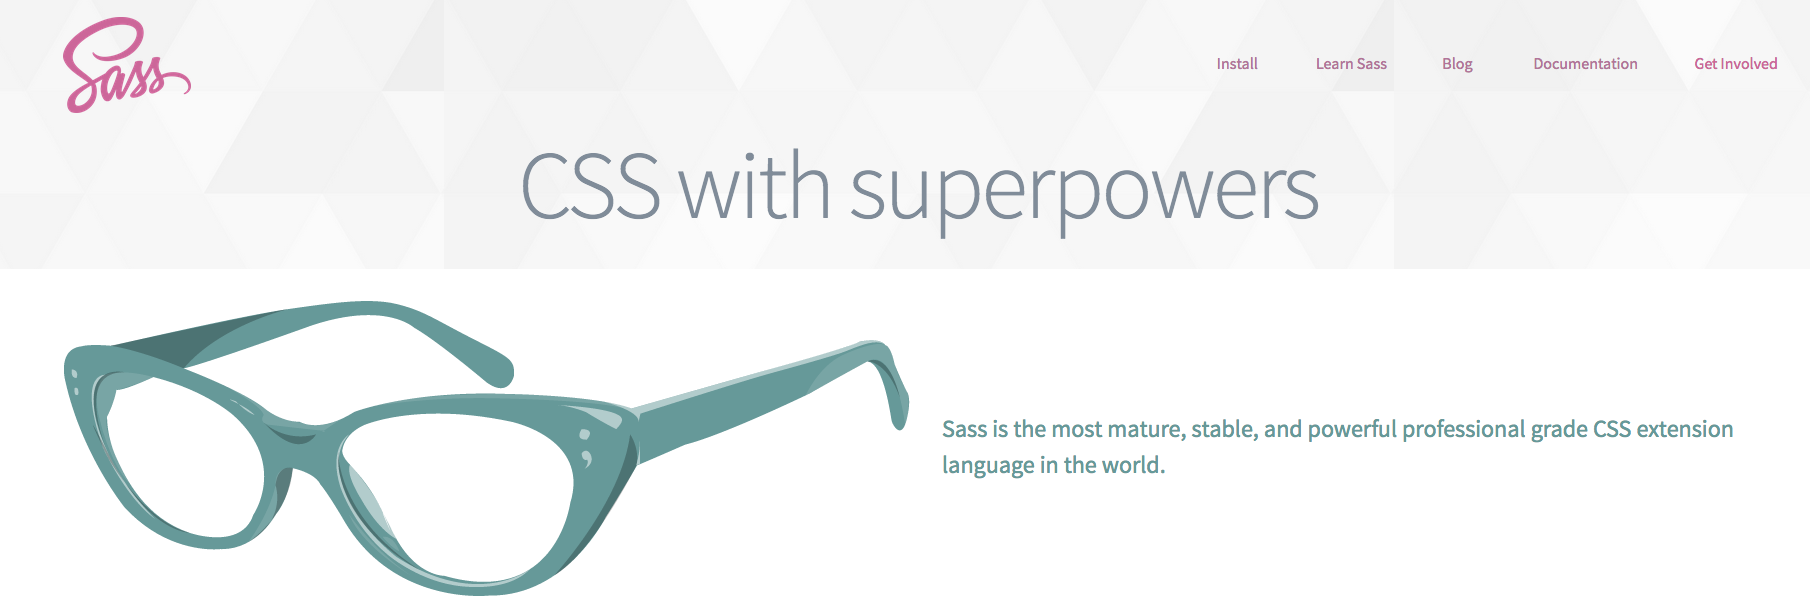 Sass
Install Learn Sass Blog Documentation Get Involved
CSS with superpowers
Sass is the most mature, stable, and powerful professional grade CSS extension
language in the world.